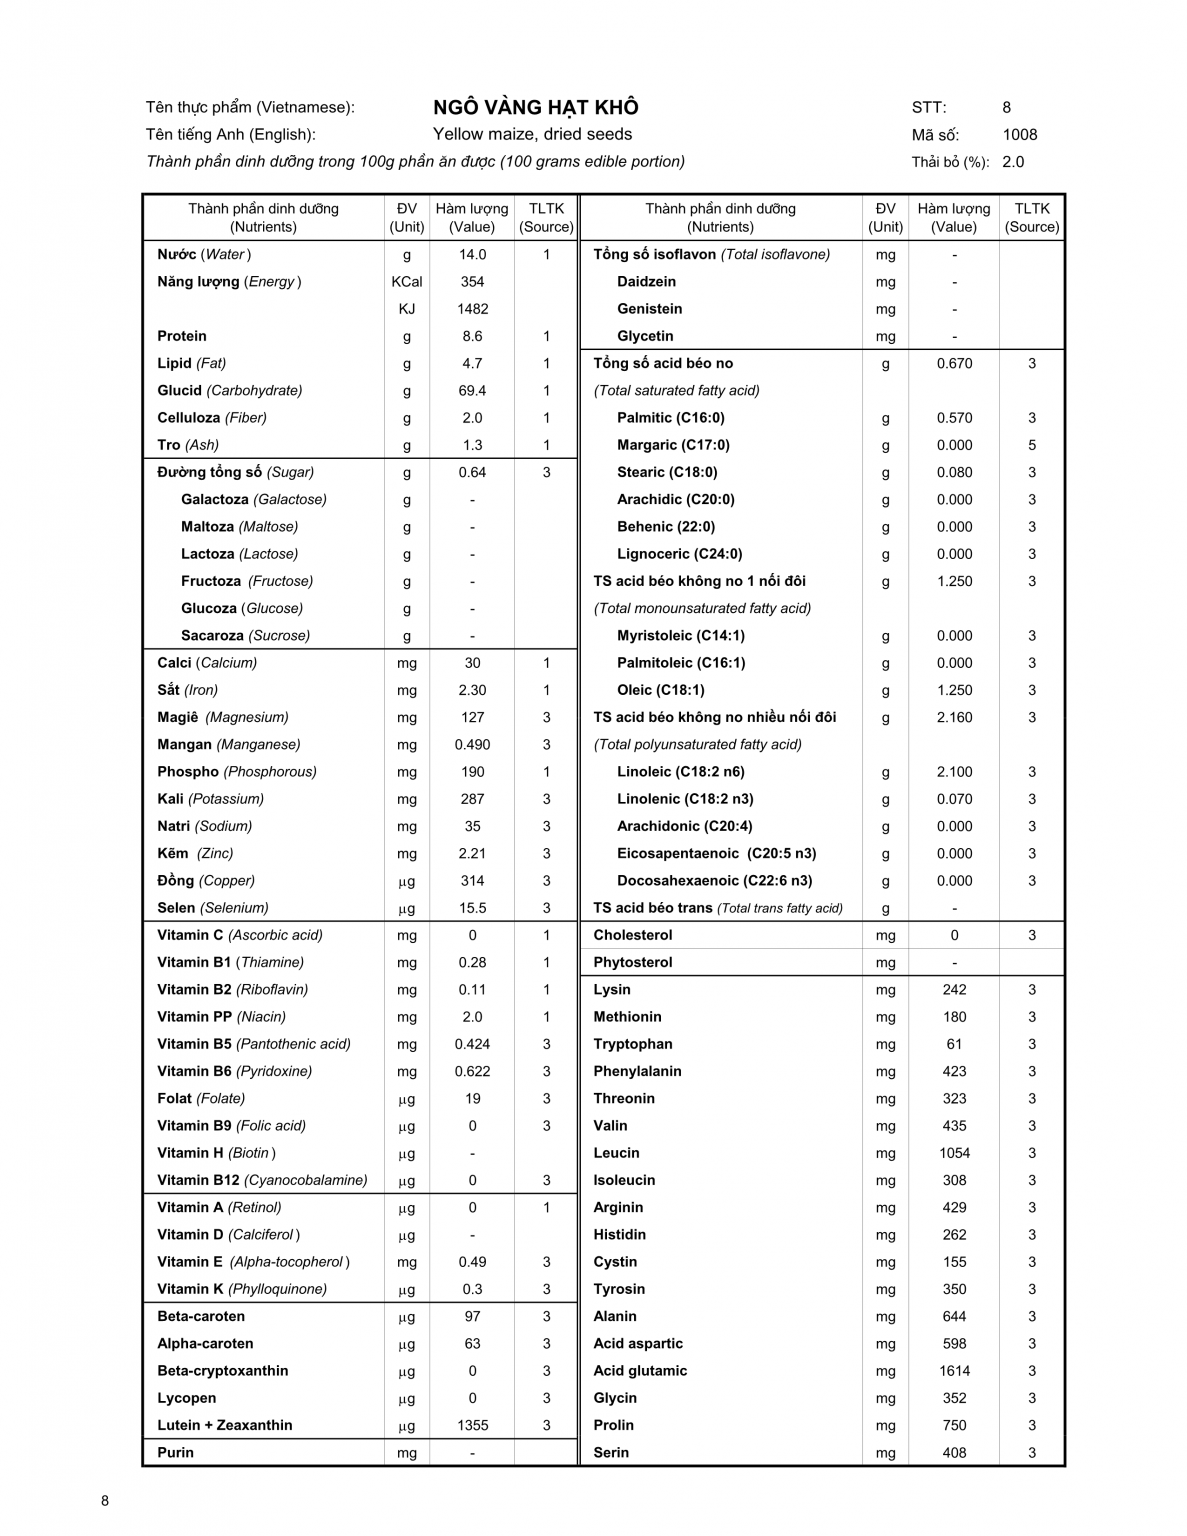 Tên thực phẩm (Vietnamese): NGÔ VÀNG HẠT KHÔ STT: 8
Tên tiếng Anh (English): Yellow maize, dried seeds Mã số: 1008
Thành phần dinh dưỡng trong 100g phần ăn được (100 grams edible portion) Thải bỏ (%): 2.0
Thành phần dinh dưỡng ĐV Hàm lượng TLTK Thành phần dinh dưỡng ĐV Hàm lượng TLTK
(Nutrients) (Unit) (Value) (Source) (Nutrients) (Unit) (Value) (Source)
Nước (Water) g 14.0 1 Tổng số isoflavon (Total isoflavone) mg -
Năng lượng (Energy) KCal 354 Daidzein mg -
KJ 1482 Genistein mg -
Protein g 8.6 1 Glycetin mg -
Lipid (Fat) g 4.7 1 Tổng số acid béo no g 0.670 3
Glucid (Carbohydrate) g 69.4 1 (Total saturated fatty acid)
Celluloza (Fiber) g 2.0 1 Palmitic (C16:0) g 0.570 3
Tro (Ash) g 1.3 1 Margaric (C17:0) g 0.000 5
Đường tổng số (Sugar) g 0.64 3 Stearic (C18:0) g 0.080 3
Galactoza (Galactose) g - Arachidic (C20:0) g 0.000 3
Maltoza (Maltose) g - Behenic (22:0) g 0.000 3
Lactoza (Lactose) g - Lignoceric (C24:0) g 0.000 3
Fructoza (Fructose) g - TS acid béo không no 1 nối đôi g 1.250 3
Glucoza (Glucose) g - (Total monounsaturated fatty acid)
Sacaroza (Sucrose) g - Myristoleic (C14:1) g 0.000 3
Calci (Calcium) mg 30 1 Palmitoleic (C16:1) g 0.000 3
Sắt (Iron) mg 2.30 1 Oleic (C18:1) g 1.250 3
Magiê (Magnesium) mg 127 3 TS acid béo không no nhiều nối đôi g 2.160 3
Mangan (Manganese) mg 0.490 3 (Total polyunsaturated fatty acid)
Phospho (Phosphorous) mg 190 1 Linoleic (C18:2 n6) g 2.100 3
Kali (Potassium) mg 287 3 Linolenic (C18:2 n3) g 0.070 3
Natri (Sodium) mg 35 3 Arachidonic (C20:4) g 0.000 3
Kẽm (Zinc) mg 2.21 3 Eicosapentaenoic (C20:5 n3) g 0.000 3
Đồng (Copper) μg 314 3 Docosahexaenoic (C22:6 n3) g 0.000 3
Selen (Selenium) μg 15.5 3 TS acid béo trans (Total trans fatty acid) g -
Vitamin C (Ascorbic acid) mg 0 1 Cholesterol mg 0 3
Vitamin B1 (Thiamine) mg 0.28 1 Phytosterol mg -
Vitamin B2 (Riboflavin) mg 0.11 1 Lysin mg 242 3
Vitamin PP (Niacin) mg 2.0 1 Methionin mg 180 3
Vitamin B5 (Pantothenic acid) mg 0.424 3 Tryptophan mg 61 3
Vitamin B6 (Pyridoxine) mg 0.622 3 Phenylalanin mg 423 3
Folat (Folate) μg 19 3 Threonin mg 323 3
Vitamin B9 (Folic acid) μg 0 3 Valin mg 435 3
Vitamin H (Biotin) μg - Leucin mg 1054 3
Vitamin B12 (Cyanocobalamine) μg 0 3 Isoleucin mg 308 3
Vitamin A (Retinol) μg 0 1 Arginin mg 429 3
Vitamin D (Calciferol) μg - Histidin mg 262 3
Vitamin E (Alpha-tocopherol) mg 0.49 3 Cystin mg 155 3
Vitamin K (Phylloquinone) μg 0.3 3 Tyrosin mg 350 3
Beta-caroten μg 97 3 Alanin mg 644 3
Alpha-caroten μg 63 3 Acid aspartic mg 598 3
Beta-cryptoxanthin μg 0 3 Acid glutamic mg 1614 3
Lycopen μg 0 3 Glycin mg 352 3
Lutein + Zeaxanthin μg 1355 3 Prolin mg 750 3
Purin mg - Serin mg 408 3
8